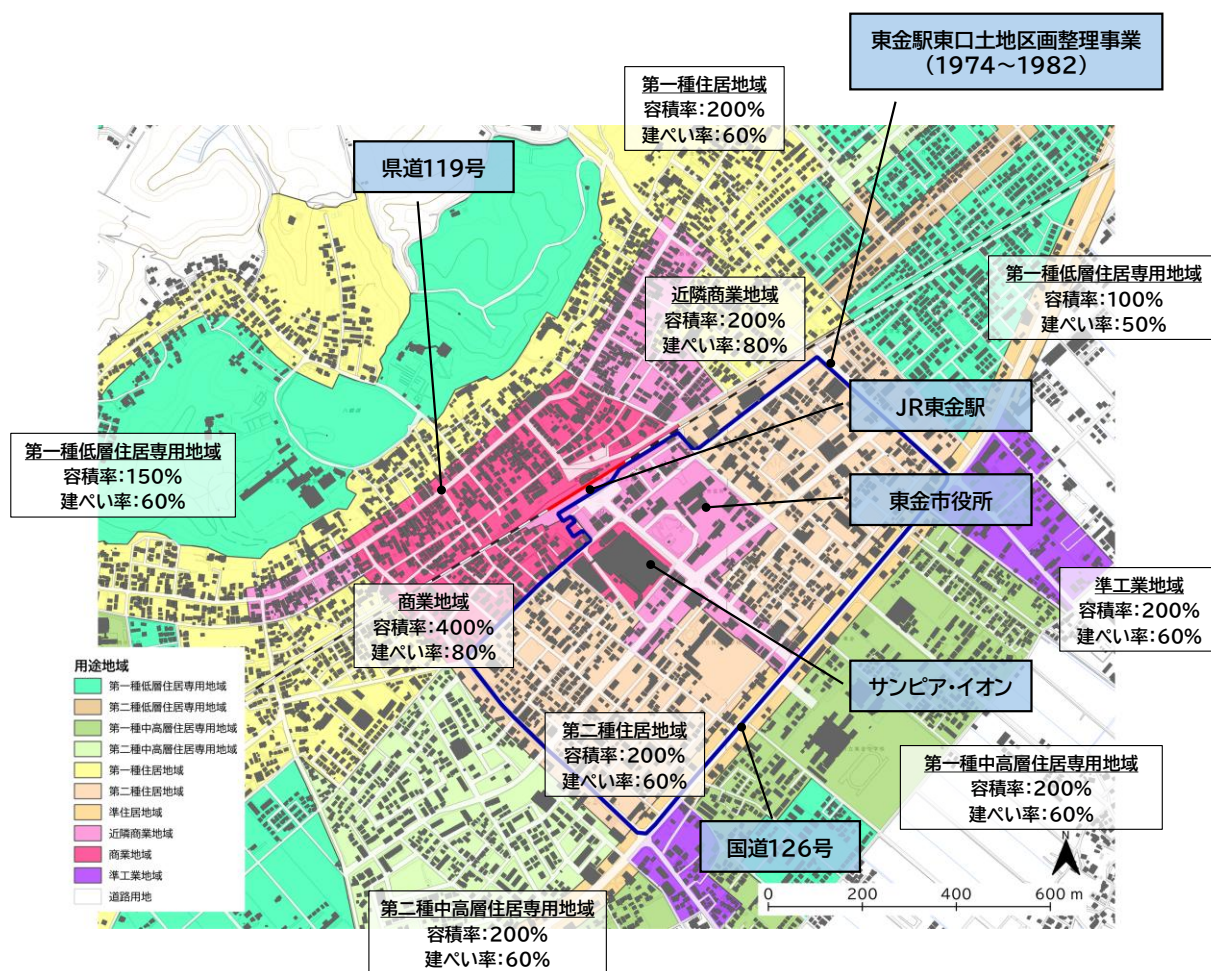 東金駅東口土地区画整理事業
（1974～1982）
第一種住居地域
容積率：200%
建ぺい率：60%
県道119号
近隣商業地域
容積率：200%
建ぺい率：80%
第一種低層住居専用地域
容積率：100%
建ぺい率：50%
JR東金駅
第一種低層住居専用地域
容積率：150%
建ぺい率：60%
東金市役所
商業地域
容積率：400%
建ぺい率：80%
準工業地域
容積率：200%
建ぺい率：60%
サンピア・イオン
用途地域
第一種低層住居専用地域
第二種低層住居専用地域
第一種中高層住居専用地域
第二種中高層住居専用地域
第一種住居地域
第二種住居地域
準住居地域
近隣商業地域
商業地域
準工業地域
道路用地
第二種住居地域
容積率：200%
建ぺい率：60%
第一種中高層住居専用地域
容積率：200%
建ぺい率：60%
国道126号
N
0 200 400 600 m
第二種中高層住居専用地域
容積率：200%
建ぺい率：60%